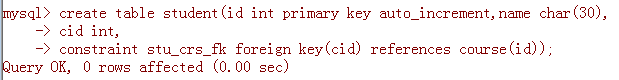 mysql> create table student(id int primary key auto_increment,name char(30),
    -> cid int,
    -> constraint stu_crs_fk foreign key(cid) references course(id));
Query OK, 0 rows affected (0.00 sec)